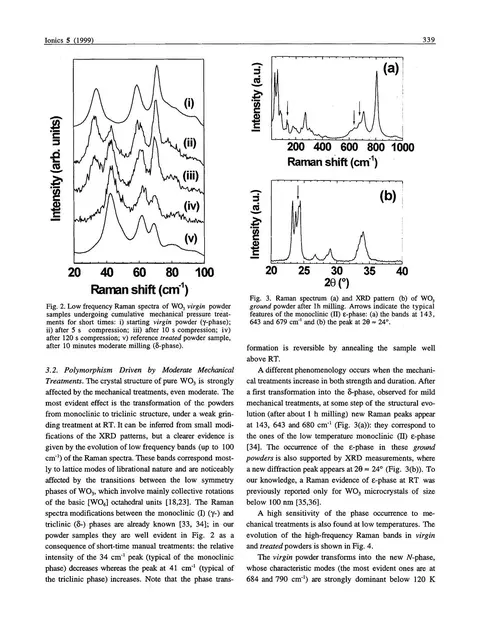 Ionics 5 (1999)
339
Intensity (arb. units)
(i)
(ii)
(iii)
(iv)
(v)
20 40 60 80 100
Raman shift (cm⁻¹)
Fig. 2. Low frequency Raman spectra of WO₃ virgin powder
samples undergoing cumulative mechanical pressure treat-
ments for short times: i) starting virgin powder (γ-phase);
ii) after 5 s compression; iii) after 10 s compression; iv)
after 120 s compression; v) reference treated powder sample,
after 10 minutes moderate milling (δ-phase).
3.2. Polymorphism Driven by Moderate Mechanical
Treatments. The crystal structure of pure WO₃ is strongly
affected by the mechanical treatments, even moderate. The
most evident effect is the transformation of the powders
from monoclinic to triclinic structure, under a weak grin-
ding treatment at RT. It can be inferred from small modi-
fications of the XRD patterns, but a clearer evidence is
given by the evolution of low frequency bands (up to 100
cm⁻¹) of the Raman spectra. These bands correspond most-
ly to lattice modes of librational nature and are noticeably
affected by the transitions between the low symmetry
phases of WO₃, which involve mainly collective rotations
of the basic [WO₆] octahedral units [18,23]. The Raman
spectra modifications between the monoclinic (I) (γ-) and
triclinic (δ-) phases are already known [33, 34]; in our
powder samples they are well evident in Fig. 2 as a
consequence of short-time manual treatments: the relative
intensity of the 34 cm⁻¹ peak (typical of the monoclinic
phase) decreases whereas the peak at 41 cm⁻¹ (typical of
the triclinic phase) increases. Note that the phase trans-
Intensity (a.u.)
(a)
200 400 600 800 1000
Raman shift (cm⁻¹)
Intensity (a.u.)
(b)
20 25 30 35 40
2θ (°)
Fig. 3. Raman spectrum (a) and XRD pattern (b) of WO₃
ground powder after 1h milling. Arrows indicate the typical
features of the monoclinic (II) ε-phase: (a) the bands at 143,
643 and 679 cm⁻¹ and (b) the peak at 2θ ≈ 24°.
formation is reversible by annealing the sample well
above RT.
A different phenomenology occurs when the mechani-
cal treatments increase in both strength and duration. After
a first transformation into the δ-phase, observed for mild
mechanical treatments, at some step of the structural evo-
lution (after about 1 h milling) new Raman peaks appear
at 143, 643 and 680 cm⁻¹ (Fig. 3(a)): they correspond to
the ones of the low temperature monoclinic (II) ε-phase
[34]. The occurrence of the ε-phase in these ground
powders is also supported by XRD measurements, where
a new diffraction peak appears at 2θ ≈ 24° (Fig. 3(b)). To
our knowledge, a Raman evidence of ε-phase at RT was
previously reported only for WO₃ microcrystals of size
below 100 nm [35,36].
A high sensitivity of the phase occurrence to me-
chanical treatments is also found at low temperatures. The
evolution of the high-frequency Raman bands in virgin
and treated powders is shown in Fig. 4.
The virgin powder transforms into the new N-phase,
whose characteristic modes (the most evident ones are at
684 and 790 cm⁻¹) are strongly dominant below 120 K